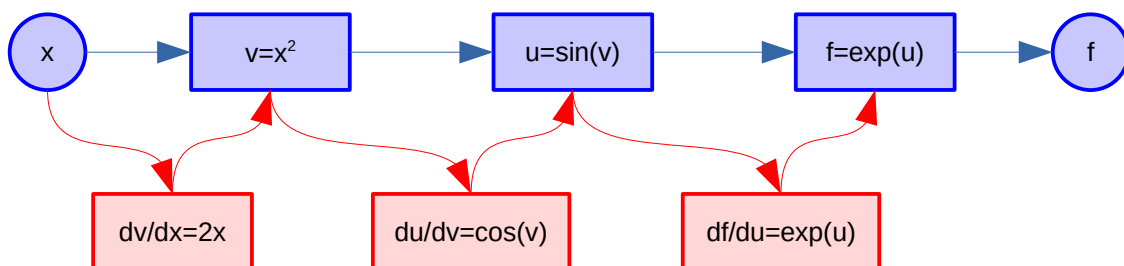 x
v=x²
u=sin(v)
f=exp(u)
f
dv/dx=2x
du/dv=cos(v)
df/du=exp(u)